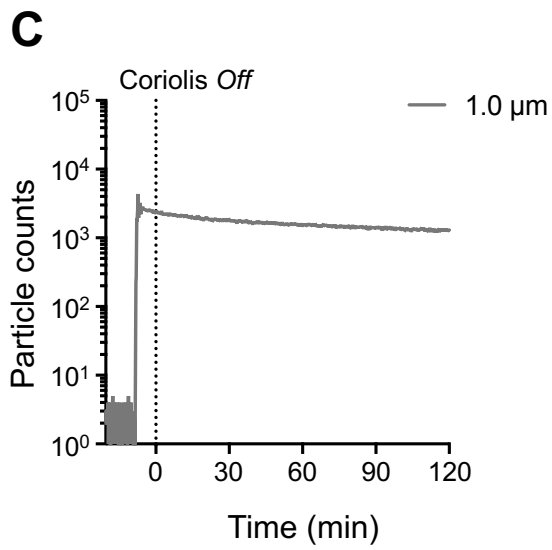 C
Coriolis Off
1.0 µm
10⁵
10⁴
10³
10²
10¹
10⁰
Particle counts
0 30 60 90 120
Time (min)